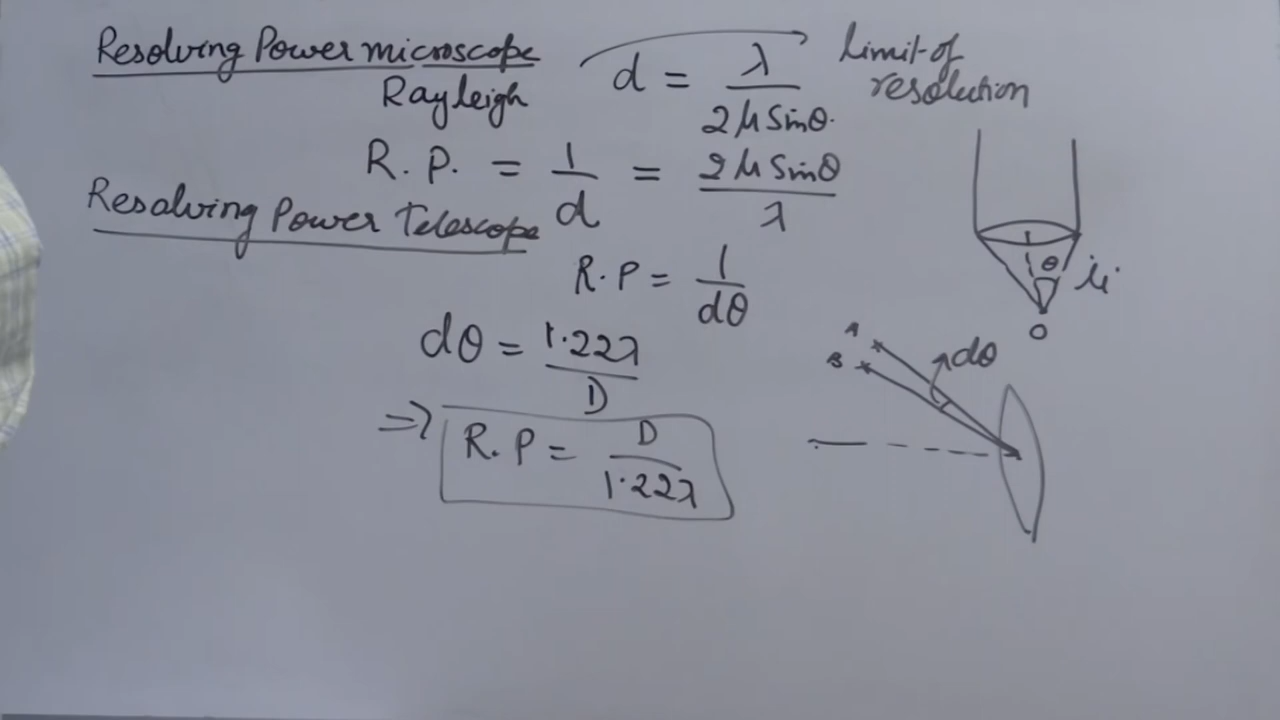 Resolving Power microscope
Rayleigh
d = λ / 2μ Sinθ
Limit of
resolution
R. P. = 1/d = 2μ Sinθ / λ
Resalving Power Telescope
R. P = 1/dθ
dθ = 1.22λ / D
⇒ R. P = D / 1.22λ
θ
O
A
B
dθ